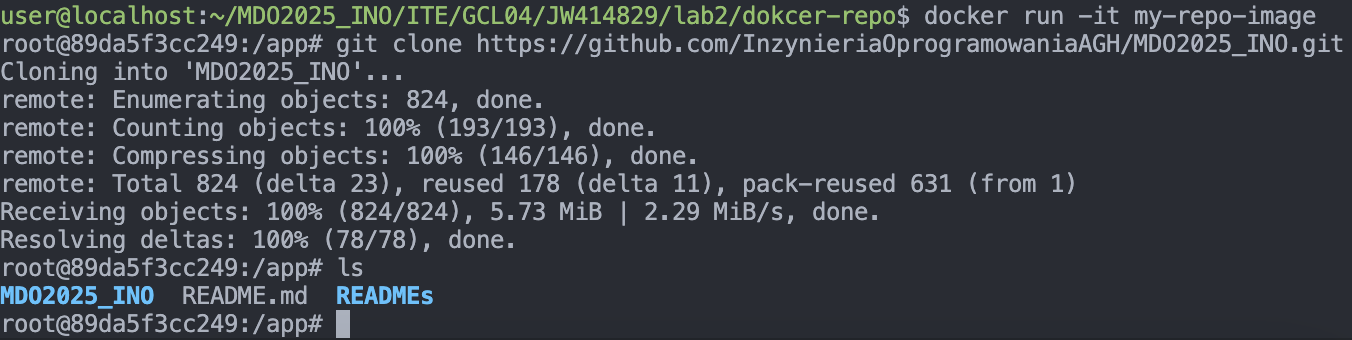 user@localhost:~/MDO2025_INO/ITE/GCL04/JW414829/lab2/dokcer-repo$ docker run -it my-repo-image
root@89da5f3cc249:/app# git clone https://github.com/InzynieriaOprogramowaniaAGH/MDO2025_INO.git
Cloning into 'MDO2025_INO'...
remote: Enumerating objects: 824, done.
remote: Counting objects: 100% (193/193), done.
remote: Compressing objects: 100% (146/146), done.
remote: Total 824 (delta 23), reused 178 (delta 11), pack-reused 631 (from 1)
Receiving objects: 100% (824/824), 5.73 MiB | 2.29 MiB/s, done.
Resolving deltas: 100% (78/78), done.
root@89da5f3cc249:/app# ls
MDO2025_INO  README.md  READMEs
root@89da5f3cc249:/app#